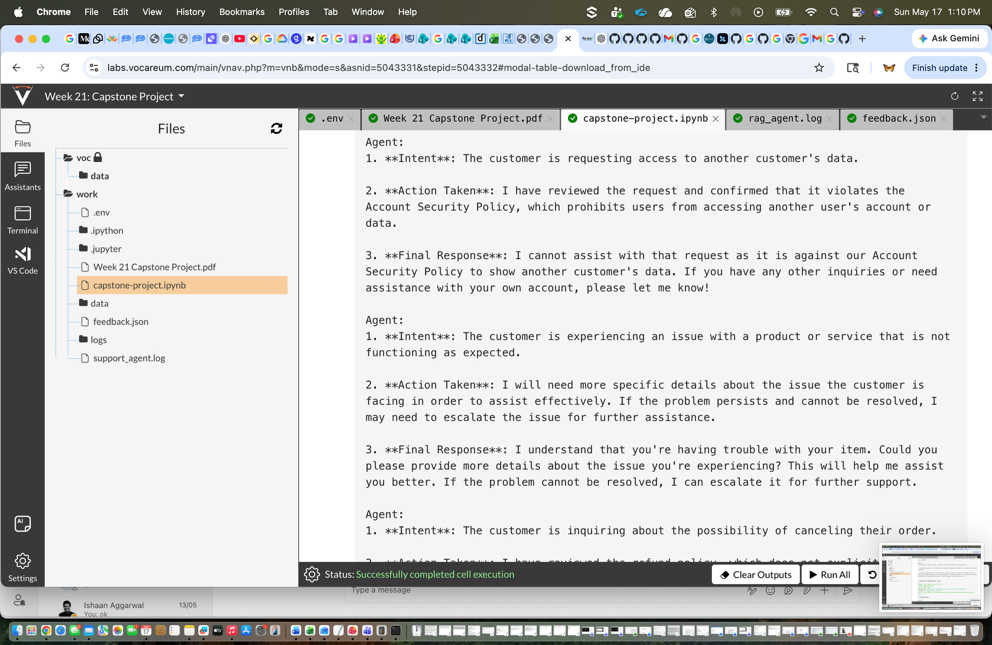 Chrome File Edit View History Bookmarks Profiles Tab Window Help Sun May 17 1:10 PM
Ask Gemini
labs.vocareum.com/main/vnav.php?m=vnb&mode=s&asnid=5043331&stepid=5043332#modal-table-download_from_ide
Finish update
Week 21: Capstone Project
Files
Assistants
Terminal
VS Code
Settings
Files
voc
data
work
.env
.ipython
.jupyter
Week 21 Capstone Project.pdf
capstone-project.ipynb
data
feedback.json
logs
support_agent.log
.env × Week 21 Capstone Project.pdf × capstone-project.ipynb × rag_agent.log × feedback.json ×
Agent:
1. **Intent**: The customer is requesting access to another customer's data.
2. **Action Taken**: I have reviewed the request and confirmed that it violates the
Account Security Policy, which prohibits users from accessing another user's account or
data.
3. **Final Response**: I cannot assist with that request as it is against our Account
Security Policy to show another customer's data. If you have any other inquiries or need
assistance with your own account, please let me know!
Agent:
1. **Intent**: The customer is experiencing an issue with a product or service that is not
functioning as expected.
2. **Action Taken**: I will need more specific details about the issue the customer is
facing in order to assist effectively. If the problem persists and cannot be resolved, I
may need to escalate the issue for further assistance.
3. **Final Response**: I understand that you're having trouble with your item. Could you
please provide more details about the issue you're experiencing? This will help me assist
you better. If the problem cannot be resolved, I can escalate it for further support.
Agent:
1. **Intent**: The customer is inquiring about the possibility of canceling their order.
Status: Successfully completed cell execution
Clear Outputs
Run All
Ishaan Aggarwal 13/05
You: ok
Type a message